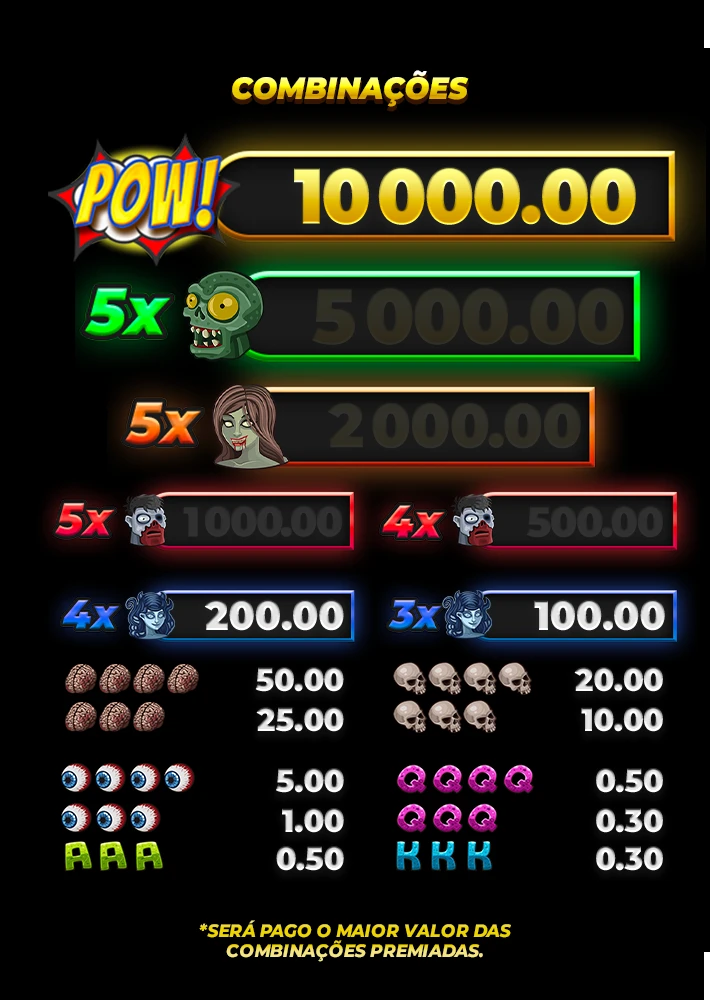 COMBINAÇÕES
POW! 10 000.00
5x 5 000.00
5x 2 000.00
5x 1000.00 4x 500.00
4x 200.00 3x 100.00
50.00 20.00
25.00 10.00
5.00 QQQQ 0.50
1.00 QQQ 0.30
AAA 0.50 KKK 0.30
*SERÁ PAGO O MAIOR VALOR DAS
COMBINAÇÕES PREMIADAS.